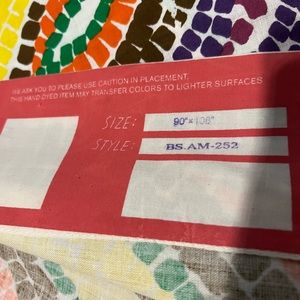 WE ASK YOU TO PLEASE USE CAUTION IN PLACEMENT,
THIS HAND-DYED ITEM MAY TRANSFER COLORS TO LIGHTER SURFACES
SIZE: 90"×108"
STYLE: BS.AM-252